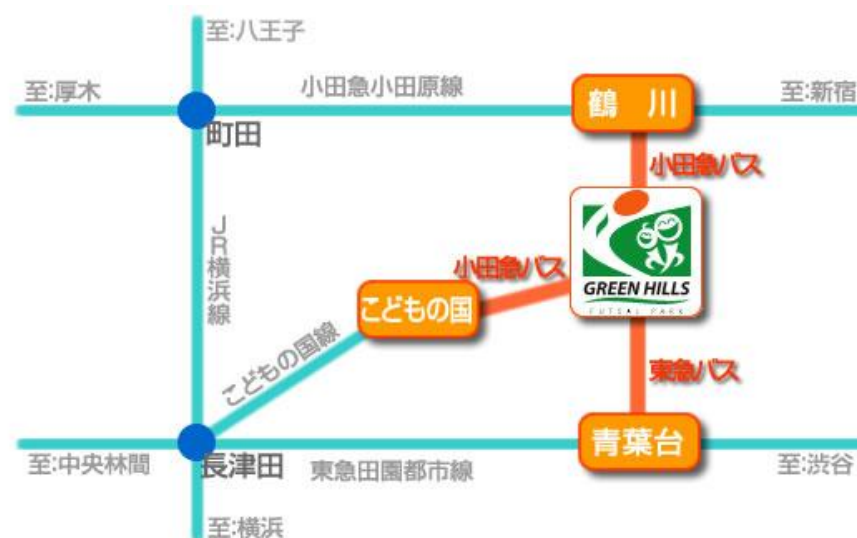 至:八王子
至:厚木
小田急小田原線
鶴 川
至:新宿
町田
小田急バス
JR横浜線
小田急バス
GREEN HILLS
FUTSAL PARK
こどもの国
こどもの国線
東急バス
青葉台
至:中央林間
長津田
東急田園都市線
至:渋谷
至:横浜